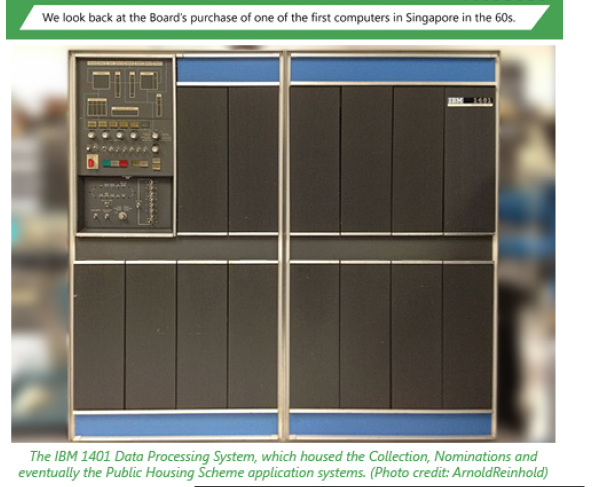 We look back at the Board's purchase of one of the first computers in Singapore in the 60s.
IBM 1401
The IBM 1401 Data Processing System, which housed the Collection, Nominations and
eventually the Public Housing Scheme application systems. (Photo credit: ArnoldReinhold)